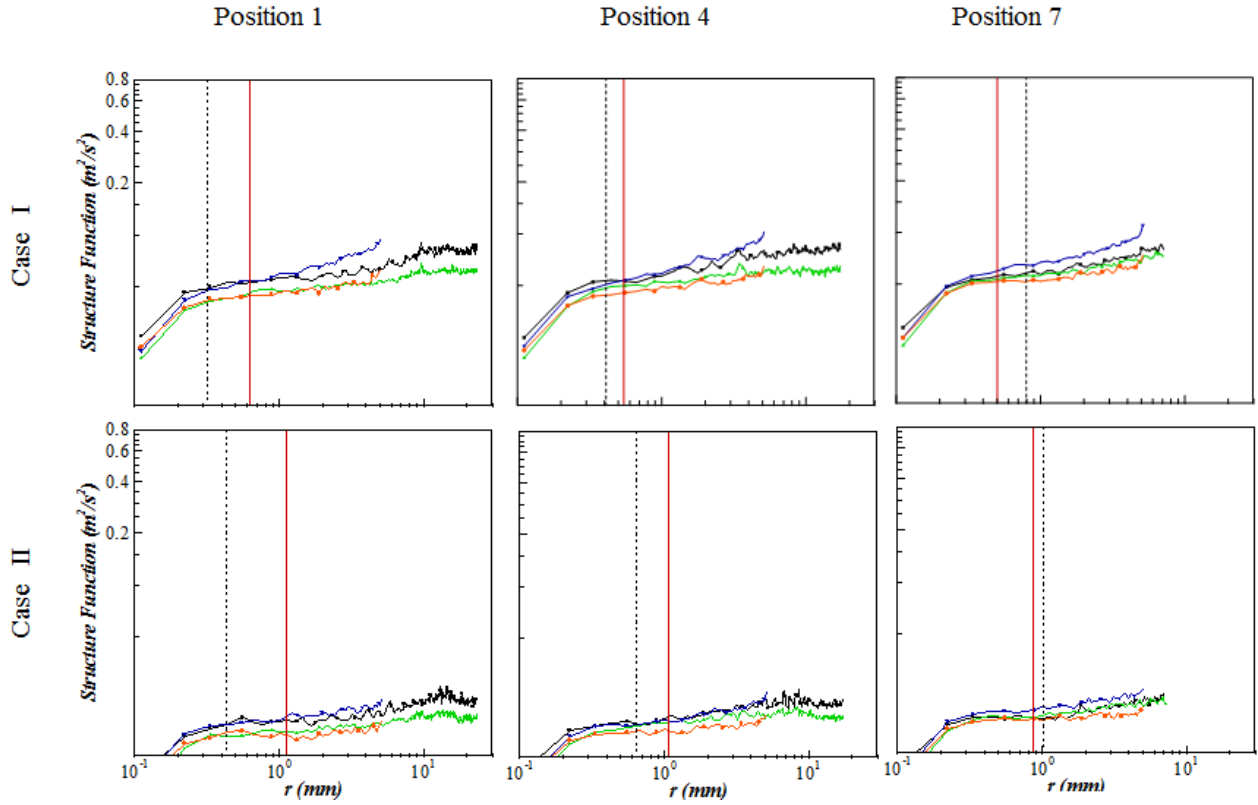 Position 1 Position 4 Position 7
Case I
Structure Function (m²/s²)
0.8
0.6
0.4
0.2
Case II
Structure Function (m²/s²)
0.8
0.6
0.4
0.2
10⁻¹ 10⁰ 10¹ 10⁻¹ 10⁰ 10¹ 10⁻¹ 10⁰ 10¹
r (mm) r (mm) r (mm)